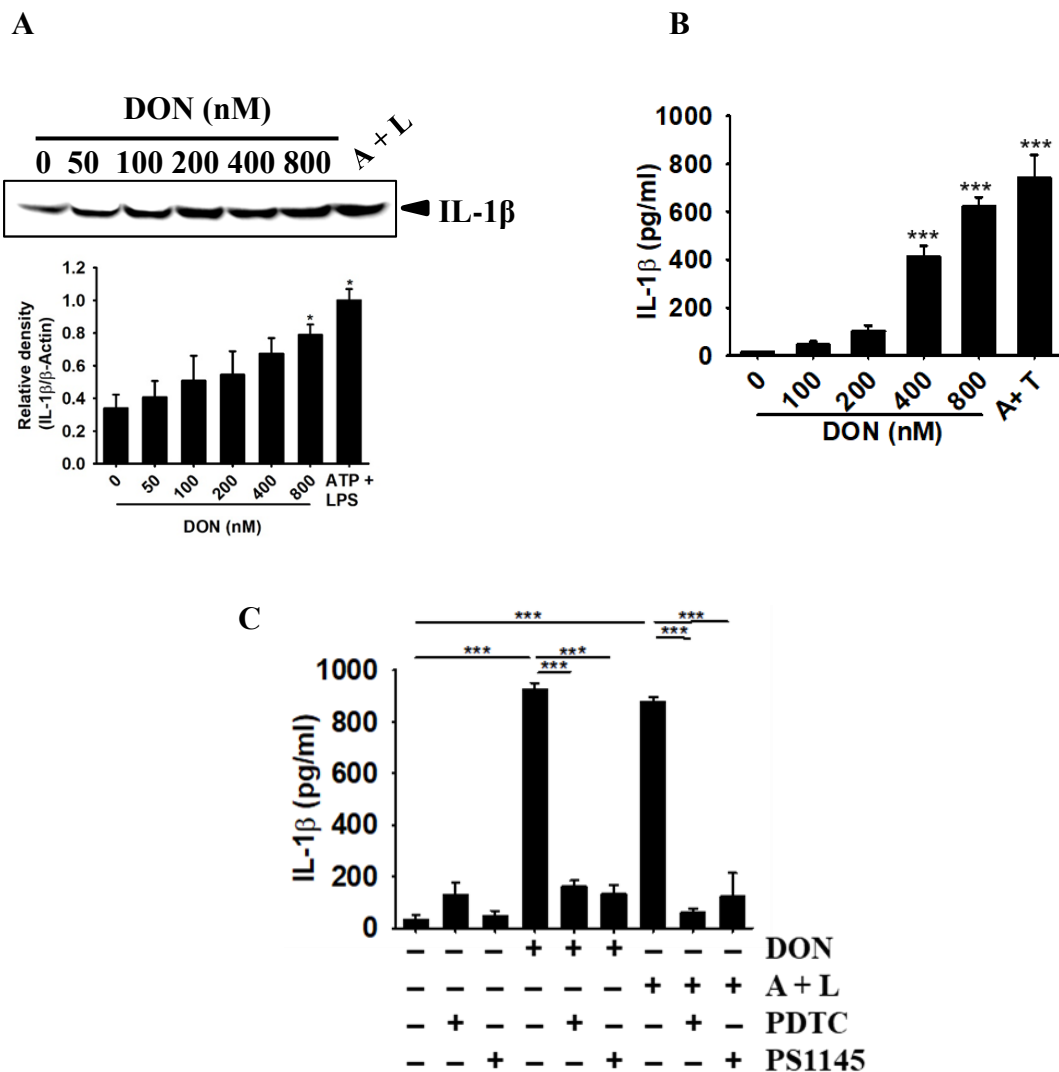 A
DON (nM)
0 50 100 200 400 800 A + L
IL-1β
1.2
1.0
0.8
0.6
0.4
0.2
0.0
Relative density
(IL-1β/β-Actin)
* *
0 50 100 200 400 800 ATP +
LPS
DON (nM)
B
1000
800
600
400
200
0
IL-1β (pg/ml)
*** *** ***
0 100 200 400 800 A+ T
DON (nM)
C
*** ***
***
*** ***
***
1000
800
600
400
200
0
IL-1β (pg/ml)
– – – + + + – – – DON
– – – – – – + + + A + L
– + – – + – – + – PDTC
– – + – – + – – + PS1145